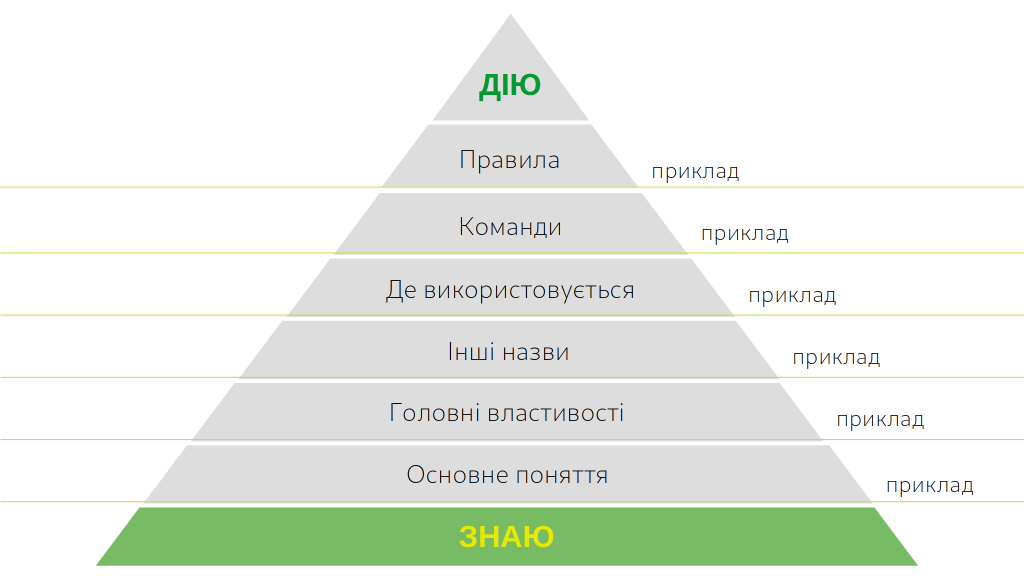 ДІЮ
Правила
приклад
Команди
приклад
Де використовується
приклад
Інші назви
приклад
Головні властивості
приклад
Основне поняття
приклад
ЗНАЮ